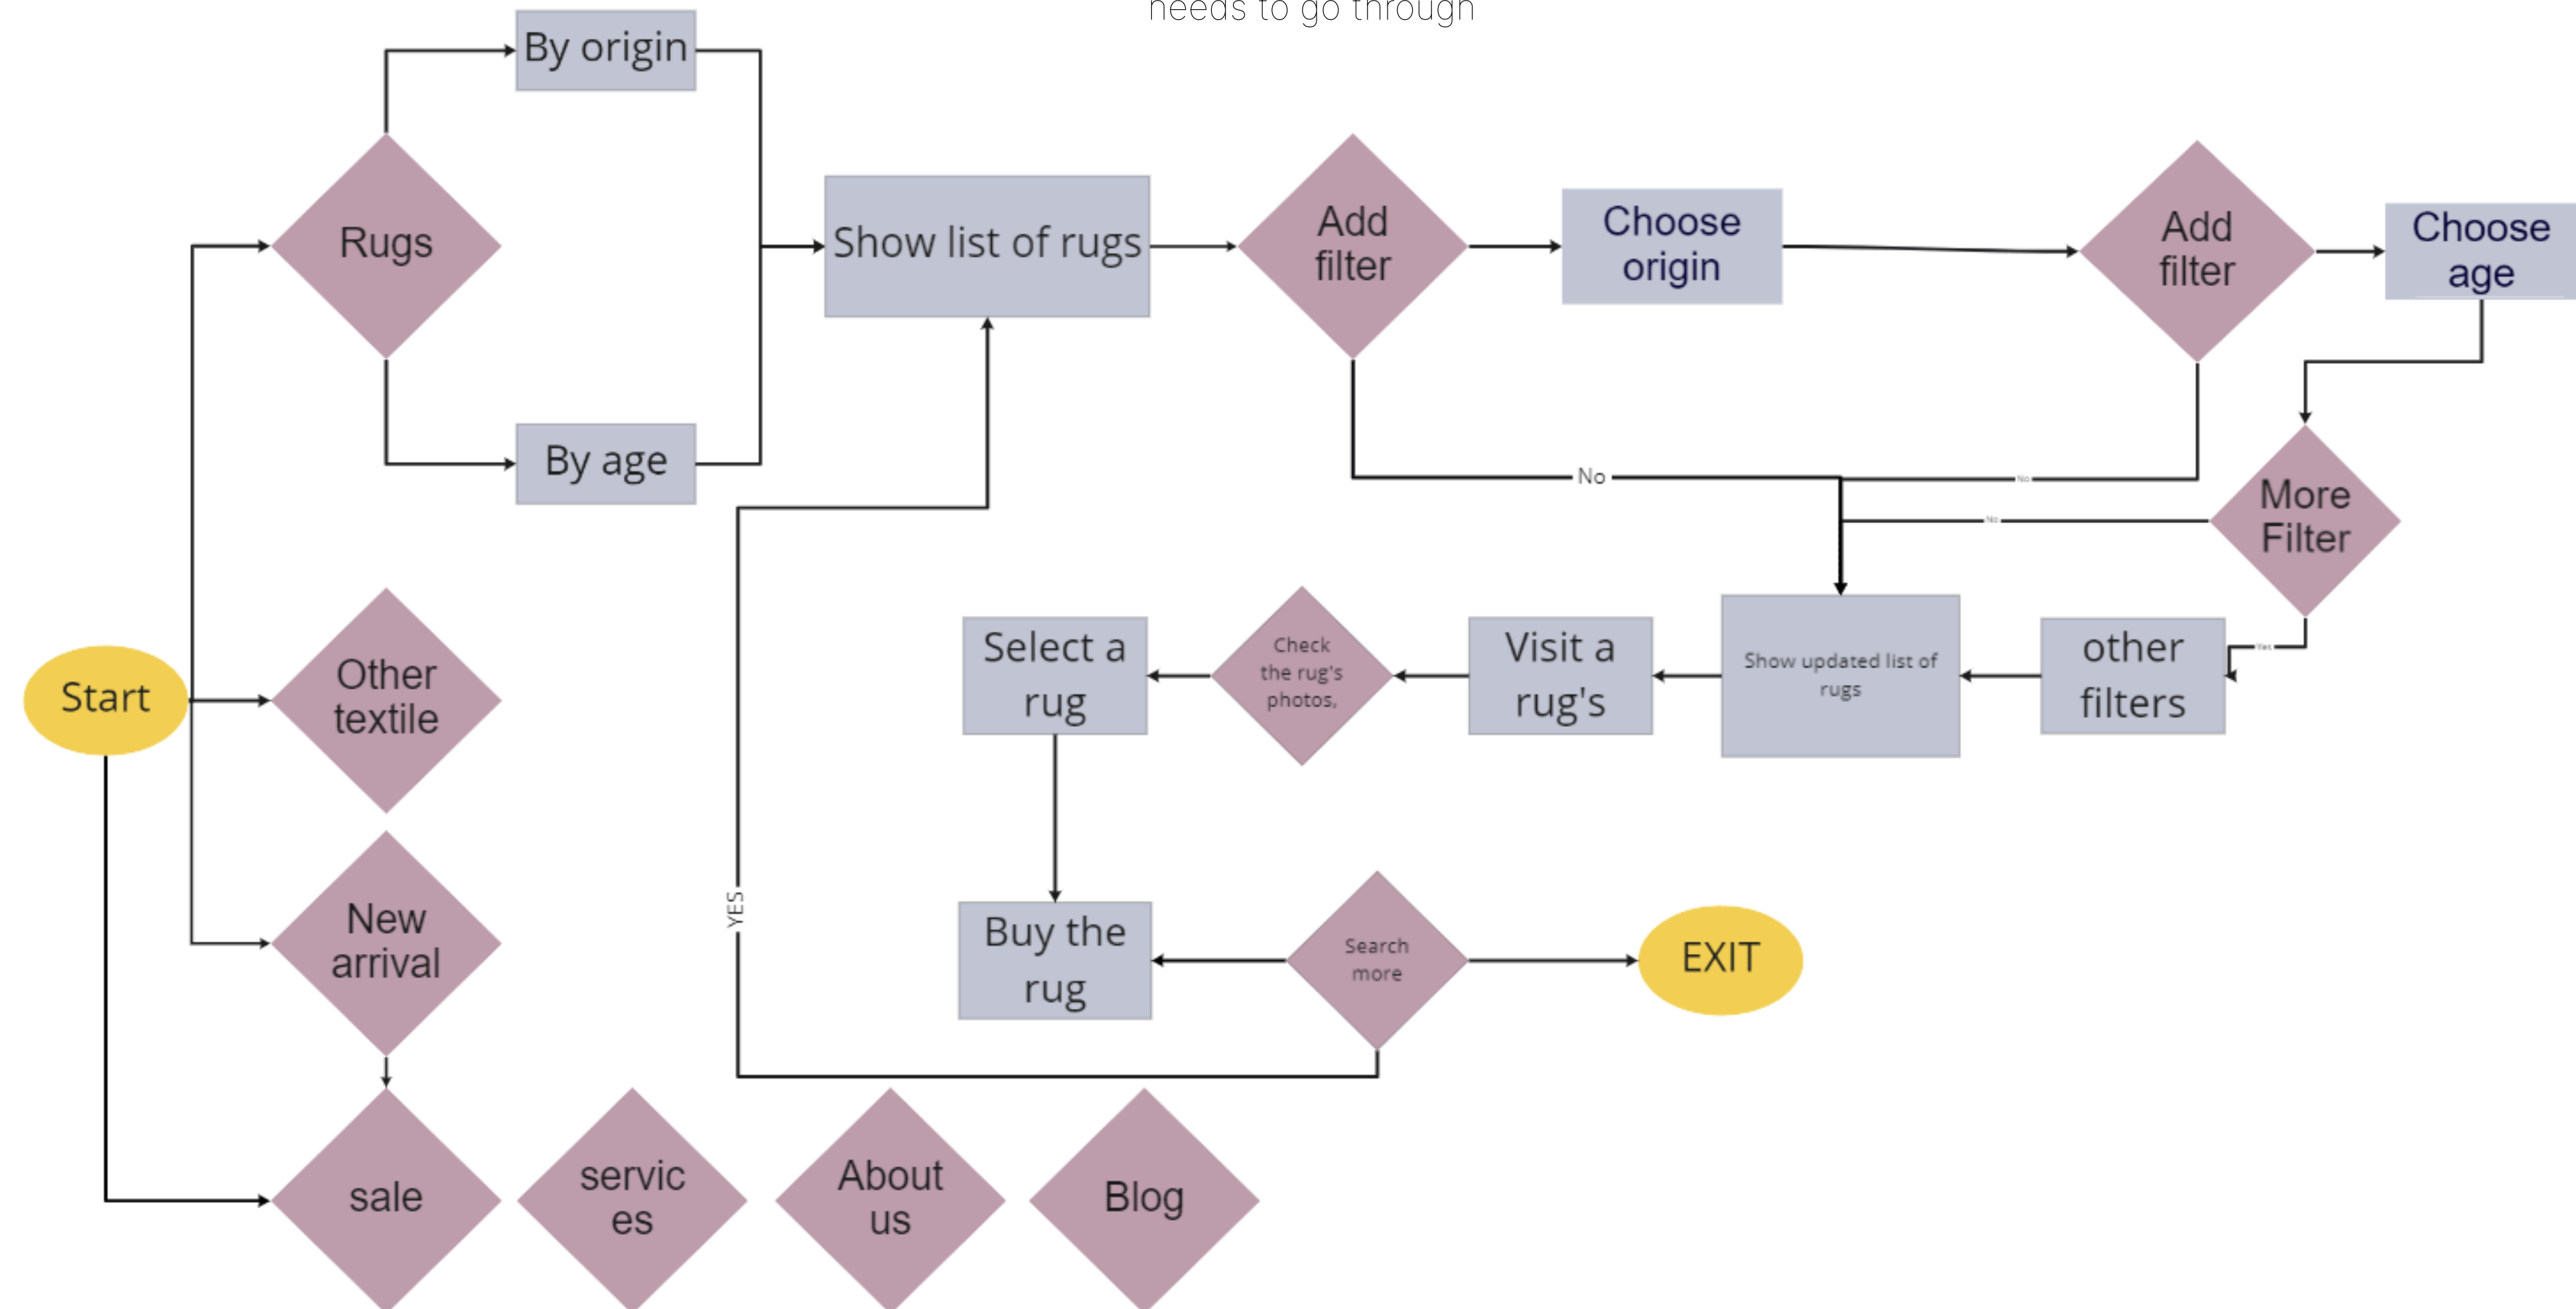 needs to go through
By origin
Rugs
By age
Show list of rugs
Add
filter
Choose
origin
Add
filter
Choose
age
No
No
No
More
Filter
Yes
other
filters
Show updated list of
rugs
Visit a
rug's
Check
the rug's
photos,
Select a
rug
Start
Other
textile
New
arrival
YES
Buy the
rug
Search
more
EXIT
sale
servic
es
About
us
Blog